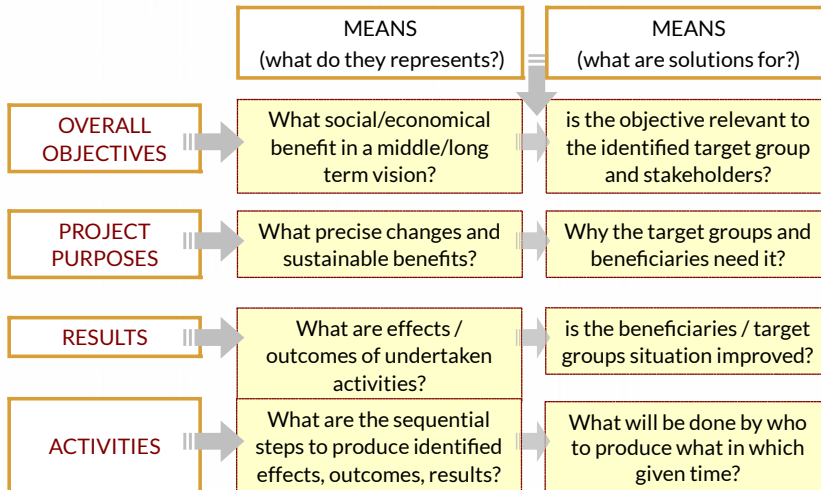 MEANS
(what do they represents?)
MEANS
(what are solutions for?)
OVERALL
OBJECTIVES
What social/economical
benefit in a middle/long
term vision?
is the objective relevant to
the identified target group
and stakeholders?
PROJECT
PURPOSES
What precise changes and
sustainable benefits?
Why the target groups and
beneficiaries need it?
RESULTS
What are effects /
outcomes of undertaken
activities?
is the beneficiaries / target
groups situation improved?
ACTIVITIES
What are the sequential
steps to produce identified
effects, outcomes, results?
What will be done by who
to produce what in which
given time?